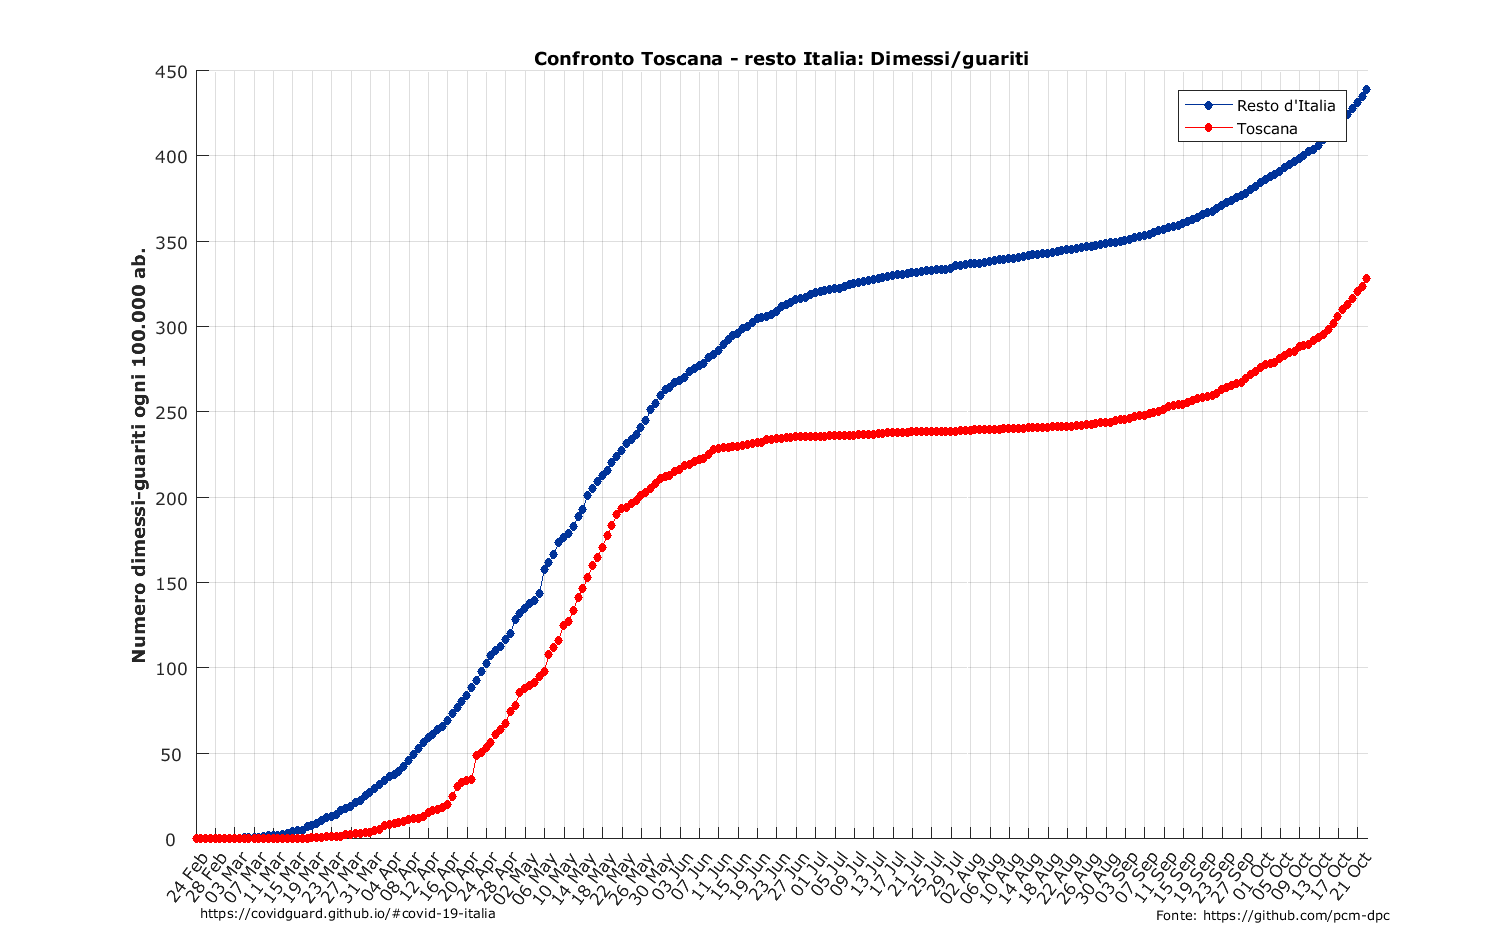 Confronto Toscana - resto Italia: Dimessi/guariti
Numero dimessi-guariti ogni 100.000 ab.
450
400
350
300
250
200
150
100
50
0
Resto d'Italia
Toscana
24 Feb
28 Feb
03 Mar
07 Mar
11 Mar
15 Mar
19 Mar
23 Mar
27 Mar
31 Mar
04 Apr
08 Apr
12 Apr
16 Apr
20 Apr
24 Apr
28 Apr
02 May
06 May
10 May
14 May
18 May
22 May
26 May
30 May
03 Jun
07 Jun
11 Jun
15 Jun
19 Jun
23 Jun
27 Jun
01 Jul
05 Jul
09 Jul
13 Jul
17 Jul
21 Jul
25 Jul
29 Jul
02 Aug
06 Aug
10 Aug
14 Aug
18 Aug
22 Aug
26 Aug
30 Aug
03 Sep
07 Sep
11 Sep
15 Sep
19 Sep
23 Sep
27 Sep
01 Oct
05 Oct
09 Oct
13 Oct
17 Oct
21 Oct
https://covidguard.github.io/#covid-19-italia
Fonte: https://github.com/pcm-dpc